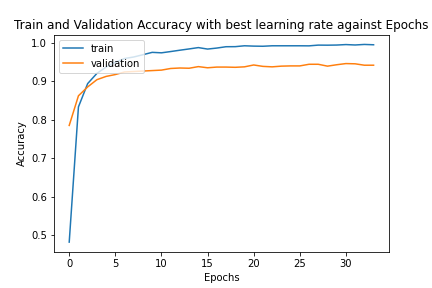 Train and Validation Accuracy with best learning rate against Epochs
1.0
0.9
0.8
0.7
0.6
0.5
Accuracy
train
validation
0 5 10 15 20 25 30
Epochs